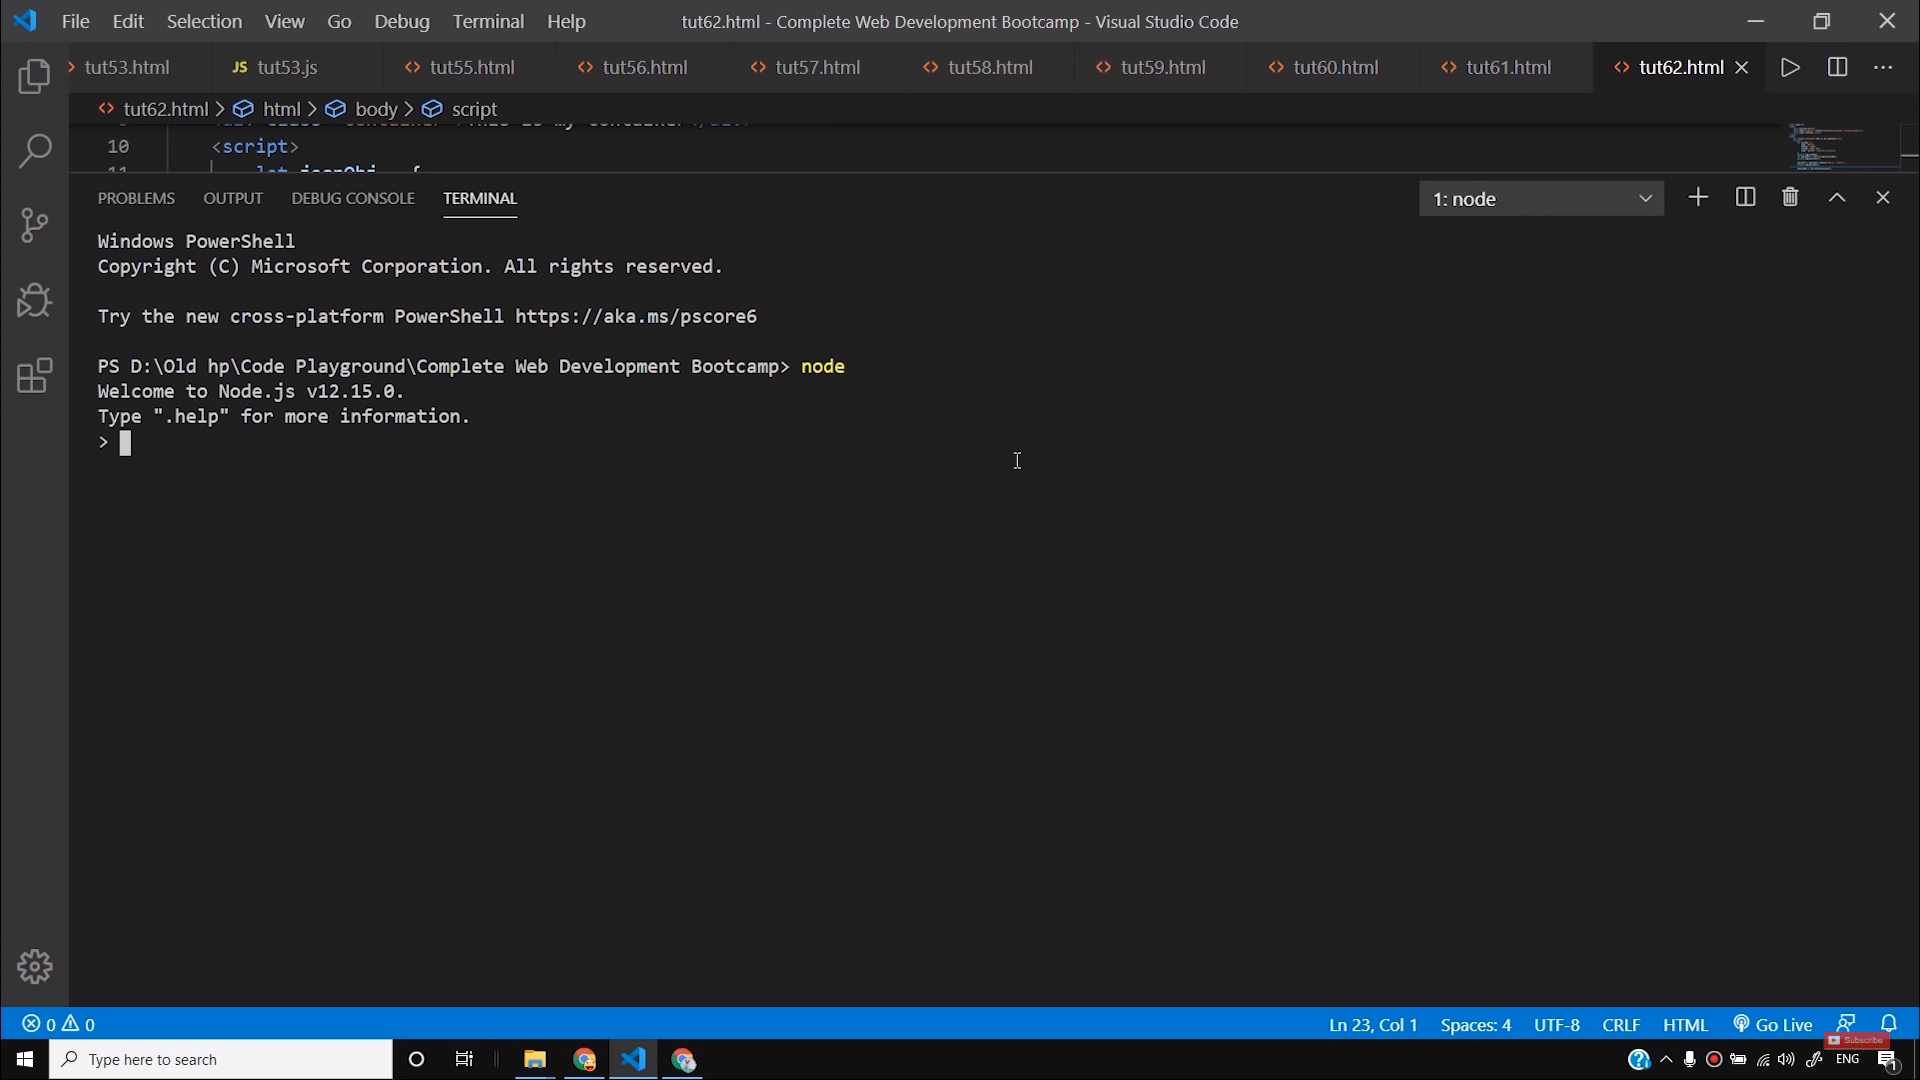 File Edit Selection View Go Debug Terminal Help tut62.html - Complete Web Development Bootcamp - Visual Studio Code
tut53.html JS tut53.js tut55.html tut56.html tut57.html tut58.html tut59.html tut60.html tut61.html tut62.html
tut62.html > html > body > script
10 <script>
PROBLEMS OUTPUT DEBUG CONSOLE TERMINAL 1: node
Windows PowerShell
Copyright (C) Microsoft Corporation. All rights reserved.
Try the new cross-platform PowerShell https://aka.ms/pscore6
PS D:\Old hp\Code Playground\Complete Web Development Bootcamp> node
Welcome to Node.js v12.15.0.
Type ".help" for more information.
>
0 0 Ln 23, Col 1 Spaces: 4 UTF-8 CRLF HTML Go Live
Subscribe
Type here to search ENG 1